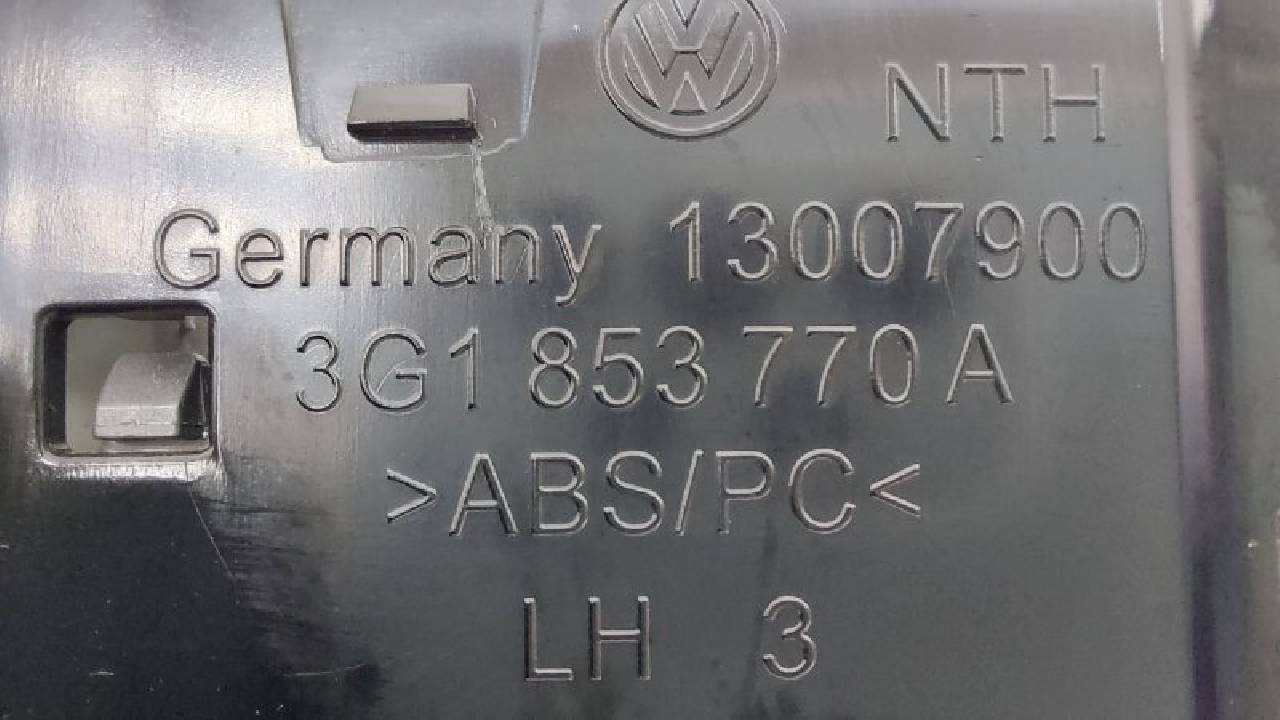 NTH
Germany 13007900
3G1 853 770 A
>ABS/PC<
LH 3